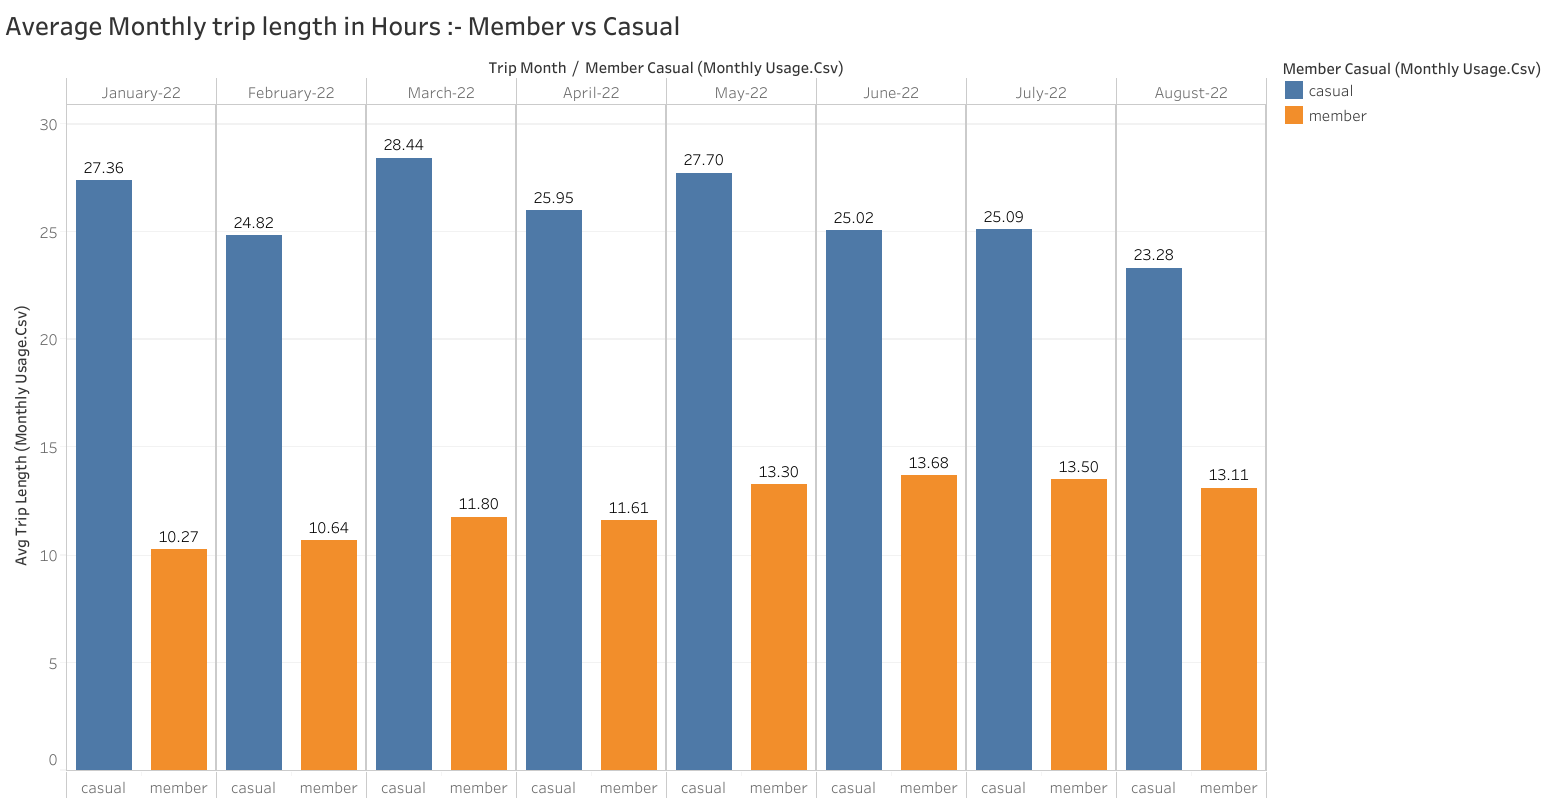 Average Monthly trip length in Hours :- Member vs Casual
Trip Month / Member Casual (Monthly Usage.Csv)
January-22 February-22 March-22 April-22 May-22 June-22 July-22 August-22
Avg Trip Length (Monthly Usage.Csv)
30
25
20
15
10
5
0
27.36 10.27
24.82 10.64
28.44 11.80
25.95 11.61
27.70 13.30
25.02 13.68
25.09 13.50
23.28 13.11
casual member casual member casual member casual member casual member casual member casual member casual member
Member Casual (Monthly Usage.Csv)
casual
member